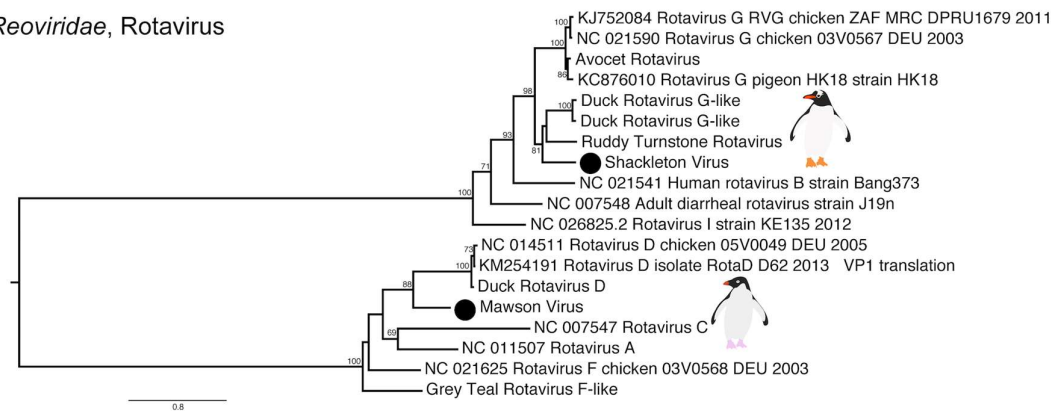 Reoviridae, Rotavirus
KJ752084 Rotavirus G RVG chicken ZAF MRC DPRU1679 2011
100
NC 021590 Rotavirus G chicken 03V0567 DEU 2003
100
Avocet Rotavirus
86
KC876010 Rotavirus G pigeon HK18 strain HK18
98
Duck Rotavirus G-like
100
Duck Rotavirus G-like
93
Ruddy Turnstone Rotavirus
81
Shackleton Virus
71
NC 021541 Human rotavirus B strain Bang373
100
NC 007548 Adult diarrheal rotavirus strain J19n
NC 026825.2 Rotavirus I strain KE135 2012
73
NC 014511 Rotavirus D chicken 05V0049 DEU 2005
100
KM254191 Rotavirus D isolate RotaD D62 2013 VP1 translation
Duck Rotavirus D
88
Mawson Virus
NC 007547 Rotavirus C
69
NC 011507 Rotavirus A
100
NC 021625 Rotavirus F chicken 03V0568 DEU 2003
Grey Teal Rotavirus F-like
0.8